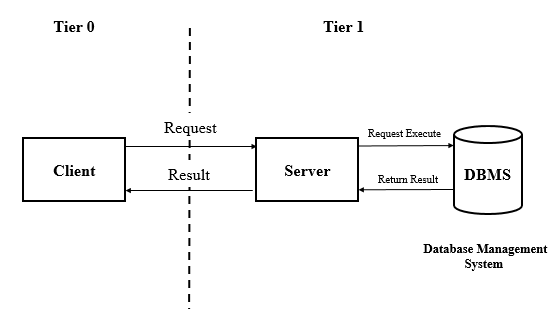 Tier 0
Tier 1
Request
Request Execute
Client
Result
Server
Return Result
DBMS
Database Management
System